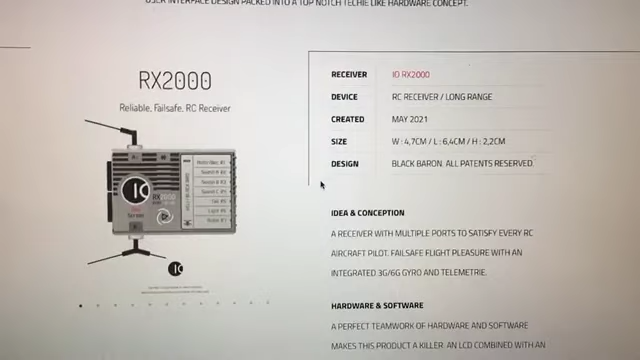 USER INTERFACE DESIGN PACKED INTO A TOP NOTCH TECHIE LIKE HARDWARE CONCEPT.
RX2000
Reliable, Failsafe, RC Receiver
RX2000
RECEIVER IO RX2000
DEVICE RC RECEIVER / LONG RANGE
CREATED MAY 2021
SIZE W : 4,7CM / L : 6,4CM / H : 2,2CM
DESIGN BLACK BARON. ALL PATENTS RESERVED
IDEA & CONCEPTION
A RECEIVER WITH MULTIPLE PORTS TO SATISFY EVERY RC
AIRCRAFT PILOT. FAILSAFE FLIGHT PLEASURE WITH AN
INTEGRATED 3G/6G GYRO AND TELEMETRIE.
HARDWARE & SOFTWARE
A PERFECT TEAMWORK OF HARDWARE AND SOFTWARE
MAKES THIS PRODUCT A KILLER. AN LCD COMBINED WITH AN